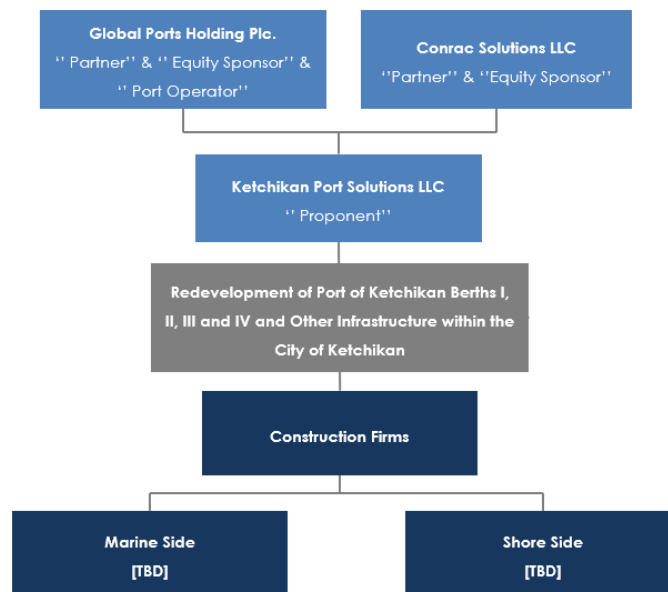 Global Ports Holding Plc.
‘’ Partner’’ & ‘’ Equity Sponsor’’ &
‘’ Port Operator’’
Conrac Solutions LLC
‘’Partner’’ & ‘’Equity Sponsor’’
Ketchikan Port Solutions LLC
‘’ Proponent’’
Redevelopment of Port of Ketchikan Berths I,
II, III and IV and Other Infrastructure within the
City of Ketchikan
Construction Firms
Marine Side
[TBD]
Shore Side
[TBD]